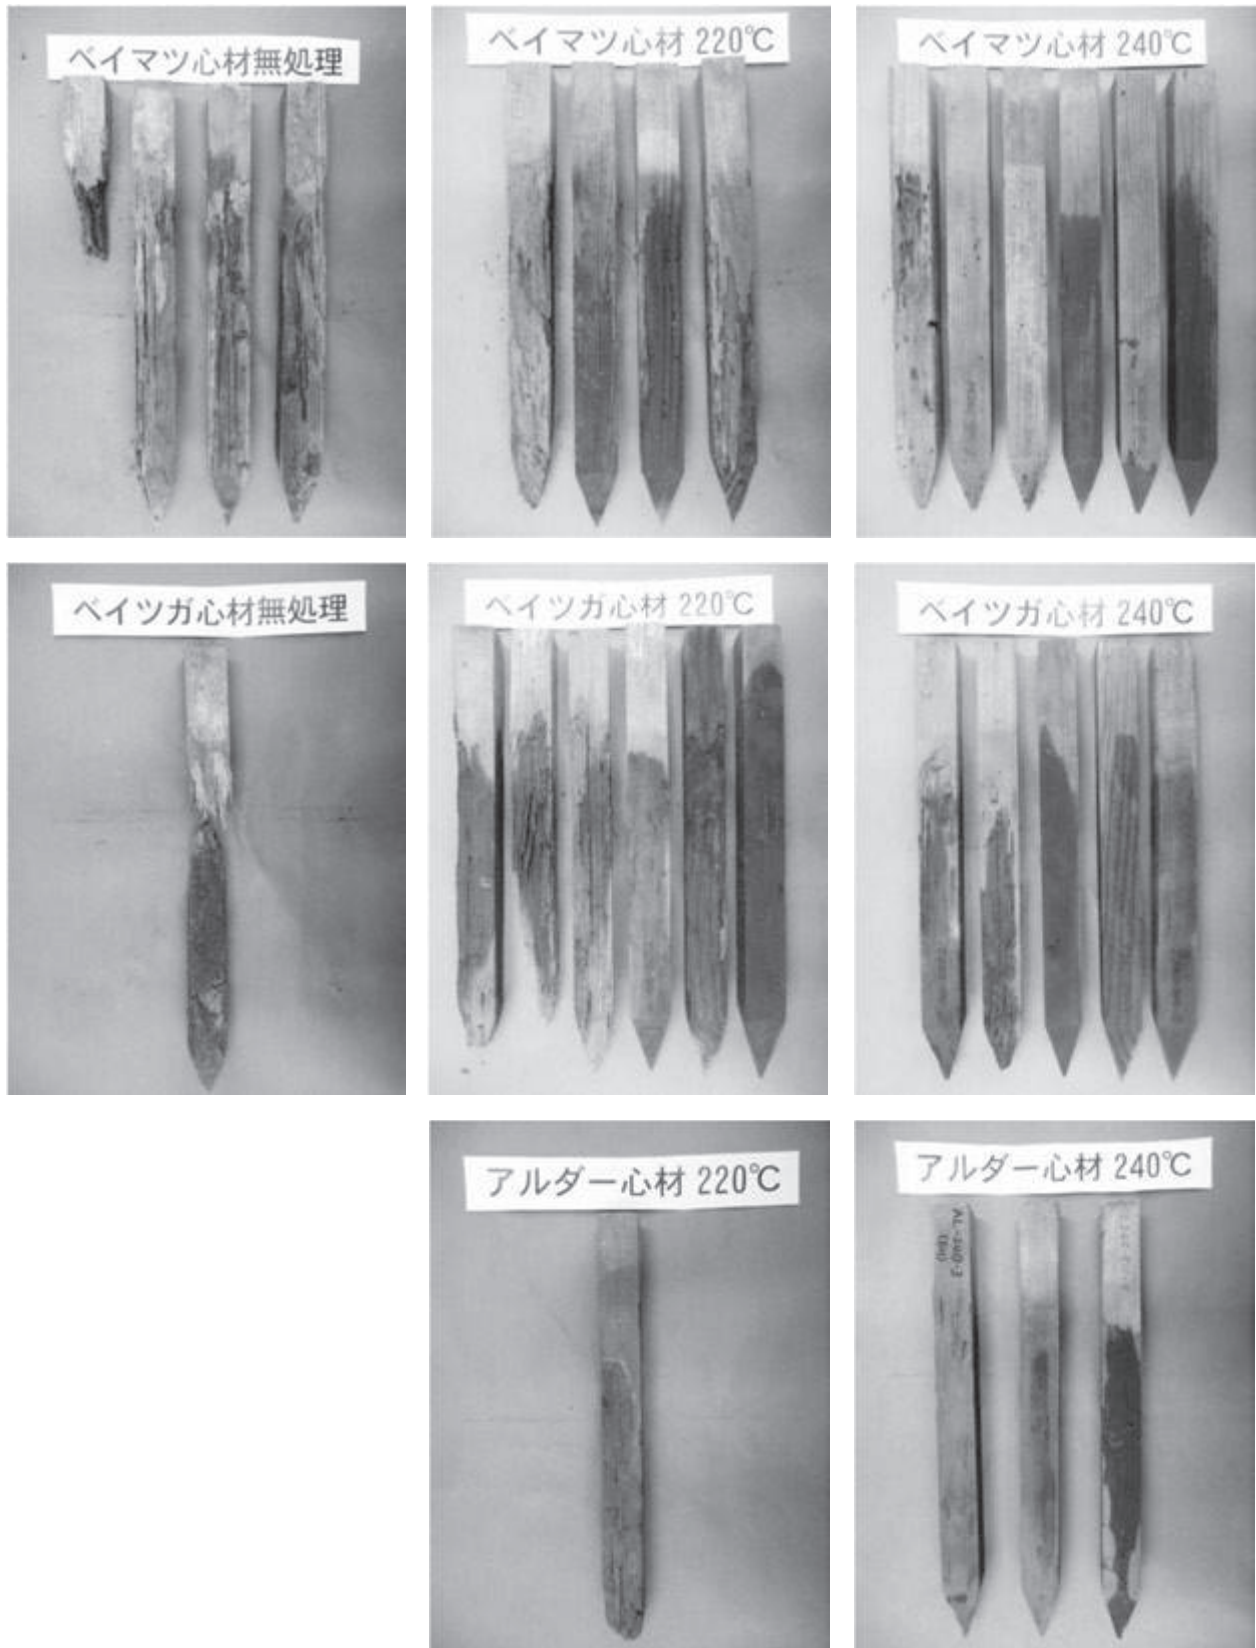 ベイマツ心材無処理
ベイマツ心材 220℃
ベイマツ心材 240℃
ベイツガ心材無処理
ベイツガ心材 220℃
ベイツガ心材 240℃
アルダー心材 220℃
アルダー心材 240℃